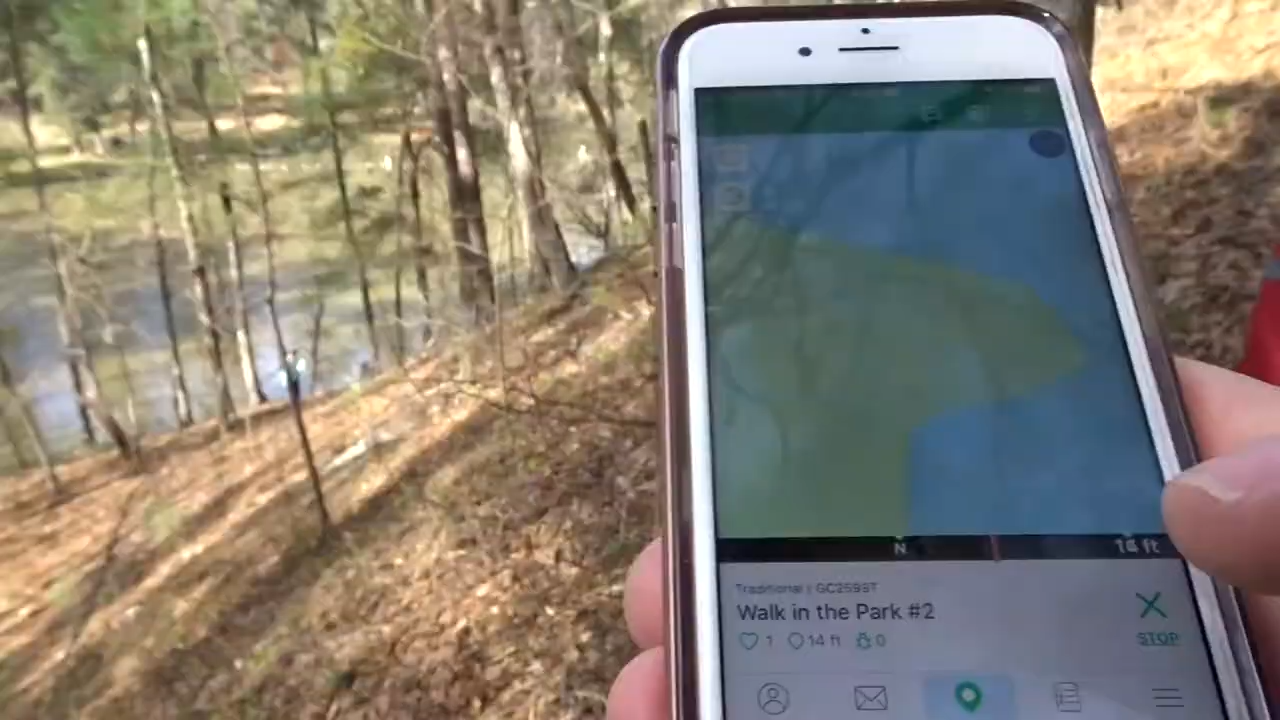 N
14 ft
Traditional | GC2599T
Walk in the Park #2
1 14 ft 0
STOP